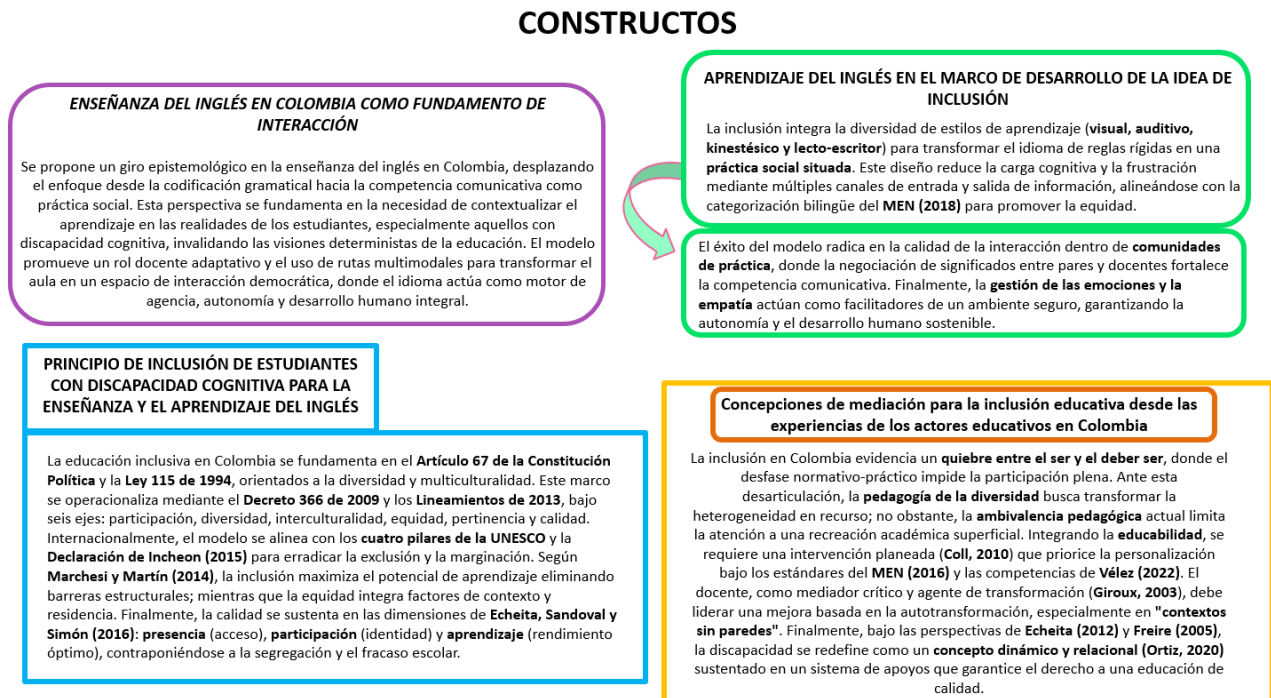 CONSTRUCTOS
ENSEÑANZA DEL INGLÉS EN COLOMBIA COMO FUNDAMENTO DE
INTERACCIÓN
Se propone un giro epistemológico en la enseñanza del inglés en Colombia, desplazando
el enfoque desde la codificación gramatical hacia la competencia comunicativa como
práctica social. Esta perspectiva se fundamenta en la necesidad de contextualizar el
aprendizaje en las realidades de los estudiantes, especialmente aquellos con
discapacidad cognitiva, invalidando las visiones deterministas de la educación. El modelo
promueve un rol docente adaptativo y el uso de rutas multimodales para transformar el
aula en un espacio de interacción democrática, donde el idioma actúa como motor de
agencia, autonomía y desarrollo humano integral.
APRENDIZAJE DEL INGLÉS EN EL MARCO DE DESARROLLO DE LA IDEA DE
INCLUSIÓN
La inclusión integra la diversidad de estilos de aprendizaje (visual, auditivo,
kinestésico y lecto-escritor) para transformar el idioma de reglas rígidas en una
práctica social situada. Este diseño reduce la carga cognitiva y la frustración
mediante múltiples canales de entrada y salida de información, alineándose con la
categorización bilingüe del MEN (2018) para promover la equidad.
El éxito del modelo radica en la calidad de la interacción dentro de comunidades
de práctica, donde la negociación de significados entre pares y docentes fortalece
la competencia comunicativa. Finalmente, la gestión de las emociones y la
empatía actúan como facilitadores de un ambiente seguro, garantizando la
autonomía y el desarrollo humano sostenible.
PRINCIPIO DE INCLUSIÓN DE ESTUDIANTES
CON DISCAPACIDAD COGNITIVA PARA LA
ENSEÑANZA Y EL APRENDIZAJE DEL INGLÉS
La educación inclusiva en Colombia se fundamenta en el Artículo 67 de la Constitución
Política y la Ley 115 de 1994, orientados a la diversidad y multiculturalidad. Este marco
se operacionaliza mediante el Decreto 366 de 2009 y los Lineamientos de 2013, bajo
seis ejes: participación, diversidad, interculturalidad, equidad, pertinencia y calidad.
Internacionalmente, el modelo se alinea con los cuatro pilares de la UNESCO y la
Declaración de Incheon (2015) para erradicar la exclusión y la marginación. Según
Marchesi y Martín (2014), la inclusión maximiza el potencial de aprendizaje eliminando
barreras estructurales; mientras que la equidad integra factores de contexto y
residencia. Finalmente, la calidad se sustenta en las dimensiones de Echeita, Sandoval y
Simón (2016): presencia (acceso), participación (identidad) y aprendizaje (rendimiento
óptimo), contraponiéndose a la segregación y el fracaso escolar.
Concepciones de mediación para la inclusión educativa desde las
experiencias de los actores educativos en Colombia
La inclusión en Colombia evidencia un quiebre entre el ser y el deber ser, donde el
desfase normativo-práctico impide la participación plena. Ante esta
desarticulación, la pedagogía de la diversidad busca transformar la
heterogeneidad en recurso; no obstante, la ambivalencia pedagógica actual limita
la atención a una recreación académica superficial. Integrando la educabilidad, se
requiere una intervención planeada (Coll, 2010) que priorice la personalización
bajo los estándares del MEN (2016) y las competencias de Vélez (2022). El
docente, como mediador crítico y agente de transformación (Giroux, 2003), debe
liderar una mejora basada en la autotransformación, especialmente en "contextos
sin paredes". Finalmente, bajo las perspectivas de Echeita (2012) y Freire (2005),
la discapacidad se redefine como un concepto dinámico y relacional (Ortiz, 2020)
sustentado en un sistema de apoyos que garantice el derecho a una educación de
calidad.